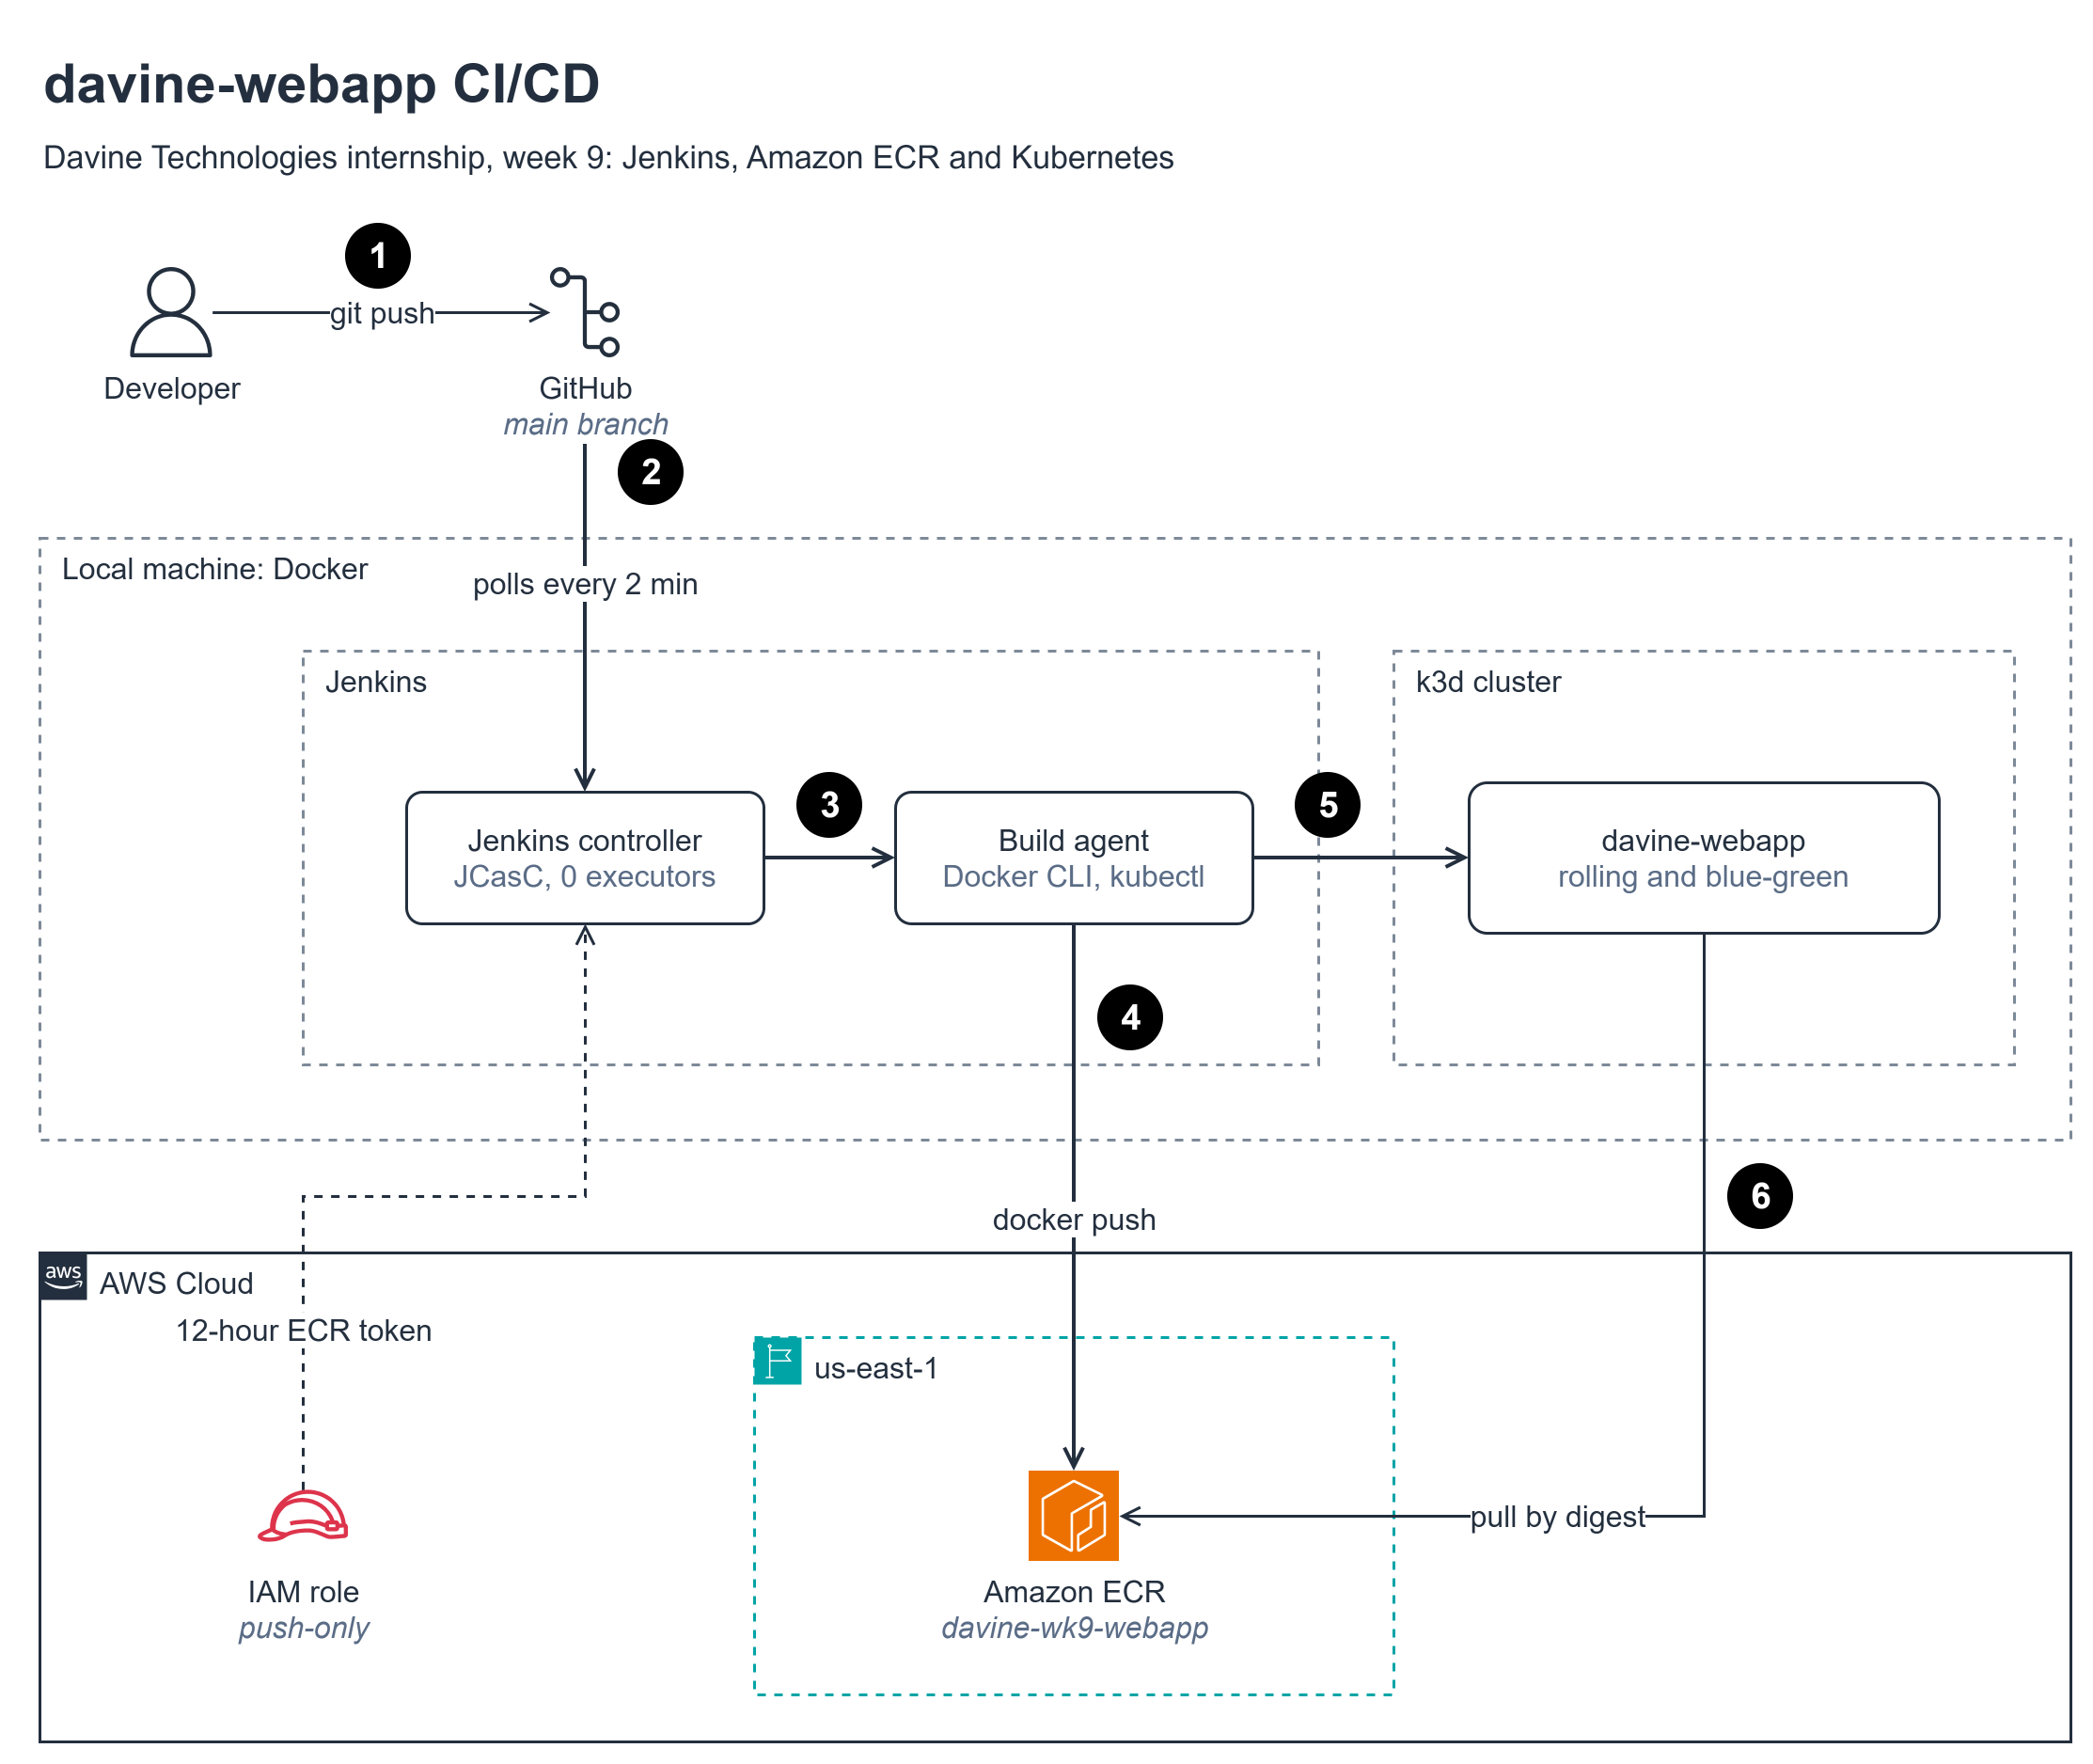 davine-webapp CI/CD
Davine Technologies internship, week 9: Jenkins, Amazon ECR and Kubernetes
1
git push
Developer
GitHub
main branch
2
Local machine: Docker
polls every 2 min
Jenkins
k3d cluster
3
5
Jenkins controller
JCasC, 0 executors
Build agent
Docker CLI, kubectl
davine-webapp
rolling and blue-green
4
6
docker push
aws
AWS Cloud
12-hour ECR token
us-east-1
pull by digest
IAM role
push-only
Amazon ECR
davine-wk9-webapp